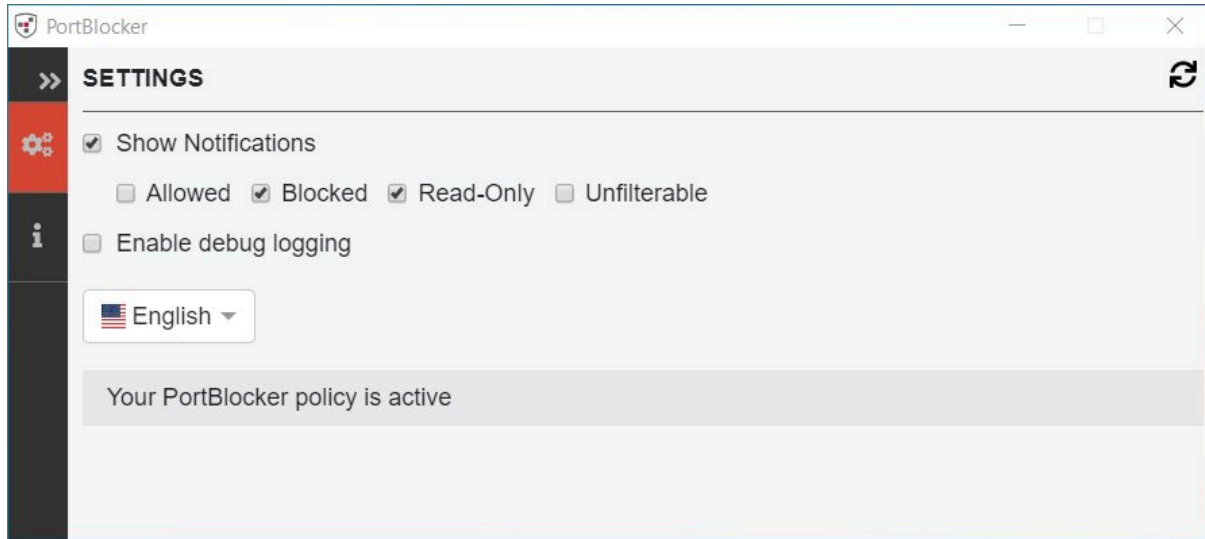 PortBlocker
SETTINGS
Show Notifications
Allowed Blocked Read-Only Unfilterable
Enable debug logging
English
Your PortBlocker policy is active